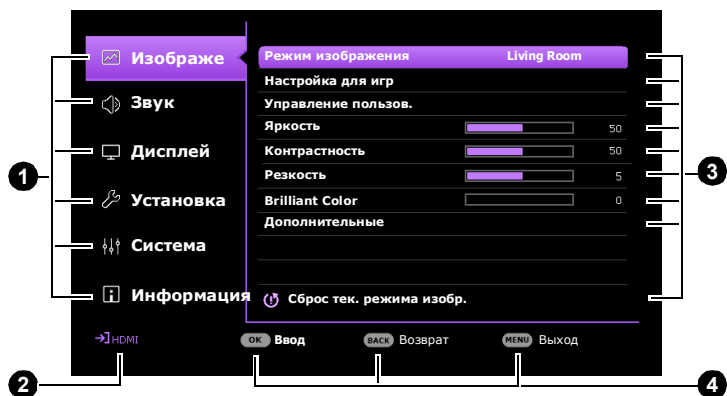 Изображе
Режим изображения Living Room
Настройка для игр
Управление пользов.
Звук
Яркость 50
Дисплей
Контрастность 50
Резкость 5
Установка
Brilliant Color 0
Дополнительные
Система
Информация
Сброс тек. режима изобр.
HDMI
OK Ввод
BACK Возврат
MENU Выход
1
2
3
4